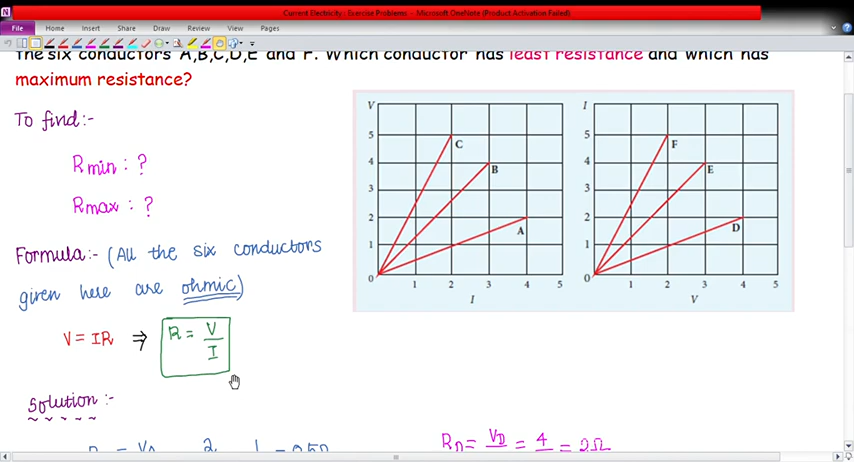 Current Electricity : Exercise Problems - Microsoft OneNote (Product Activation Failed)
File Home Insert Share Draw Review View Pages
the six conductors A,B,C,D,E and F. Which conductor has least resistance and which has
maximum resistance?
To find:-
Rmin : ?
Rmax : ?
Formula:- (All the six conductors
given here are ohmic)
V = IR ⇒ R = V/I
Solution :-
V
5
4
3
2
1
0
1 2 3 4 5
I
C
B
A
I
5
4
3
2
1
0
1 2 3 4 5
V
F
E
D
RD = VD = 4 = 2Ω